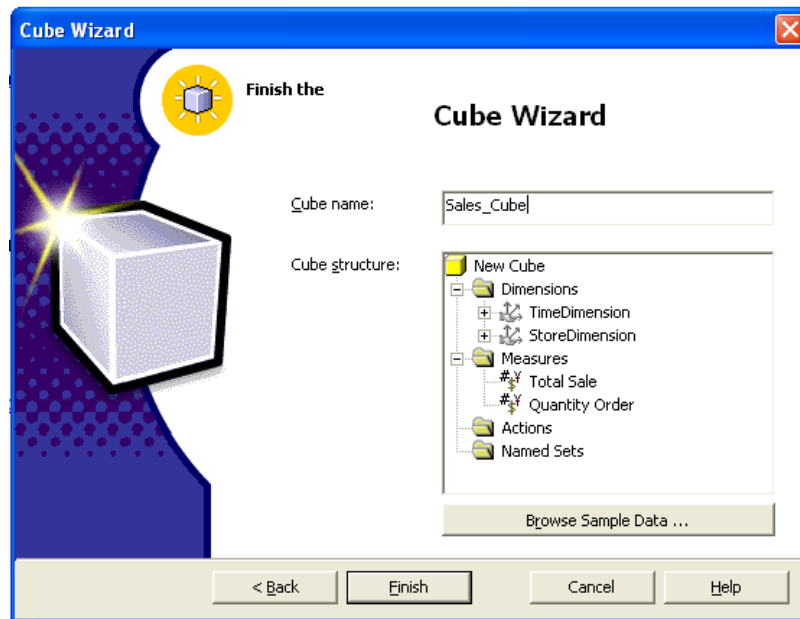 Cube Wizard
Finish the
Cube Wizard
Cube name:
Sales_Cube
Cube structure:
New Cube
Dimensions
TimeDimension
StoreDimension
Measures
Total Sale
Quantity Order
Actions
Named Sets
Browse Sample Data ...
< Back
Finish
Cancel
Help